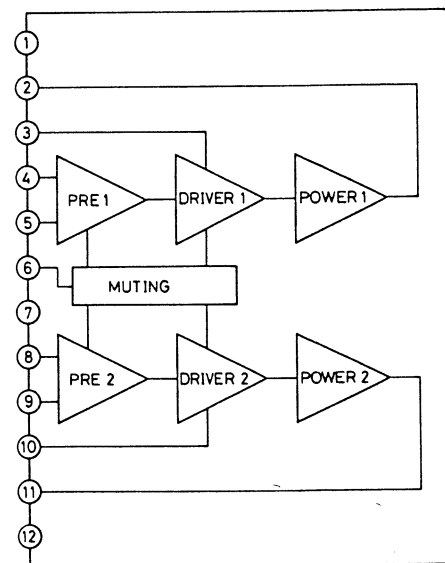 1
2
3
4
PRE 1
DRIVER 1
POWER 1
5
6
MUTING
7
8
PRE 2
DRIVER 2
POWER 2
9
10
11
12